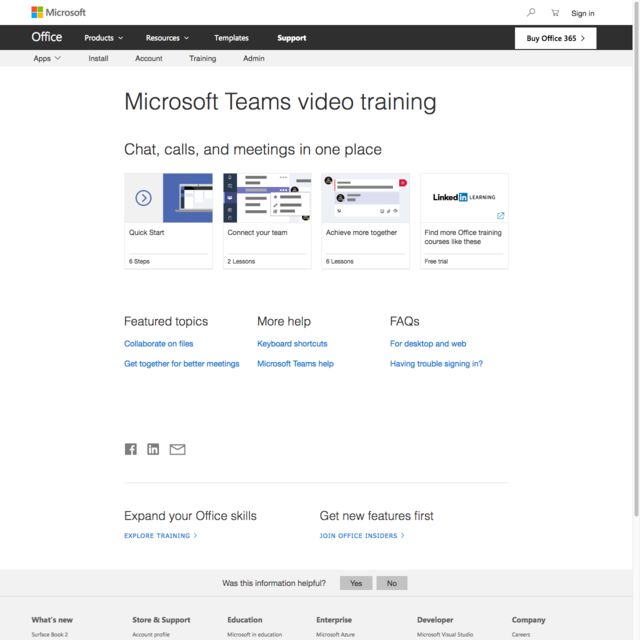 Microsoft
Sign in
Office
Products
Resources
Templates
Support
Buy Office 365
Apps
Install
Account
Training
Admin
Microsoft Teams video training
Chat, calls, and meetings in one place
Linked in LEARNING
Quick Start
Connect your team
Achieve more together
Find more Office training
courses like these
6 Steps
2 Lessons
6 Lessons
Free trial
Featured topics
More help
FAQs
Collaborate on files
Keyboard shortcuts
For desktop and web
Get together for better meetings
Microsoft Teams help
Having trouble signing in?
Expand your Office skills
Get new features first
EXPLORE TRAINING >
JOIN OFFICE INSIDERS >
Was this information helpful?
Yes
No
What's new
Store & Support
Education
Enterprise
Developer
Company
Surface Book 2
Account profile
Microsoft in education
Microsoft Azure
Microsoft Visual Studio
Careers